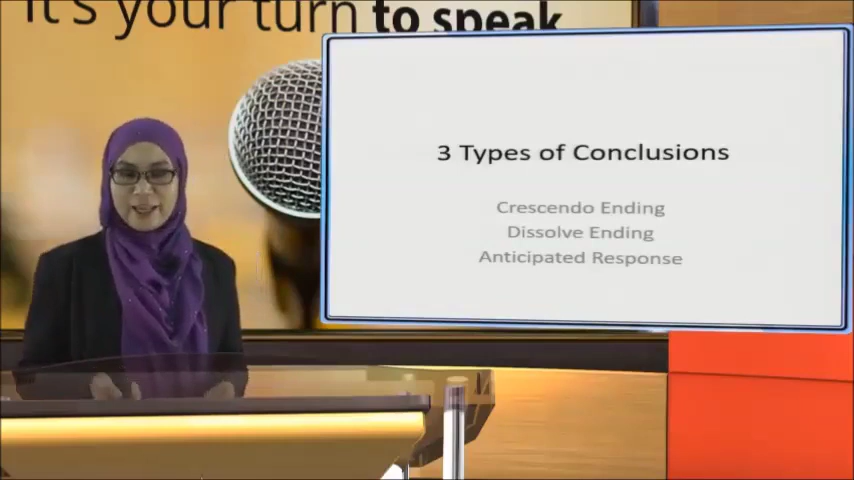 It's your turn to speak
3 Types of Conclusions
Crescendo Ending
Dissolve Ending
Anticipated Response